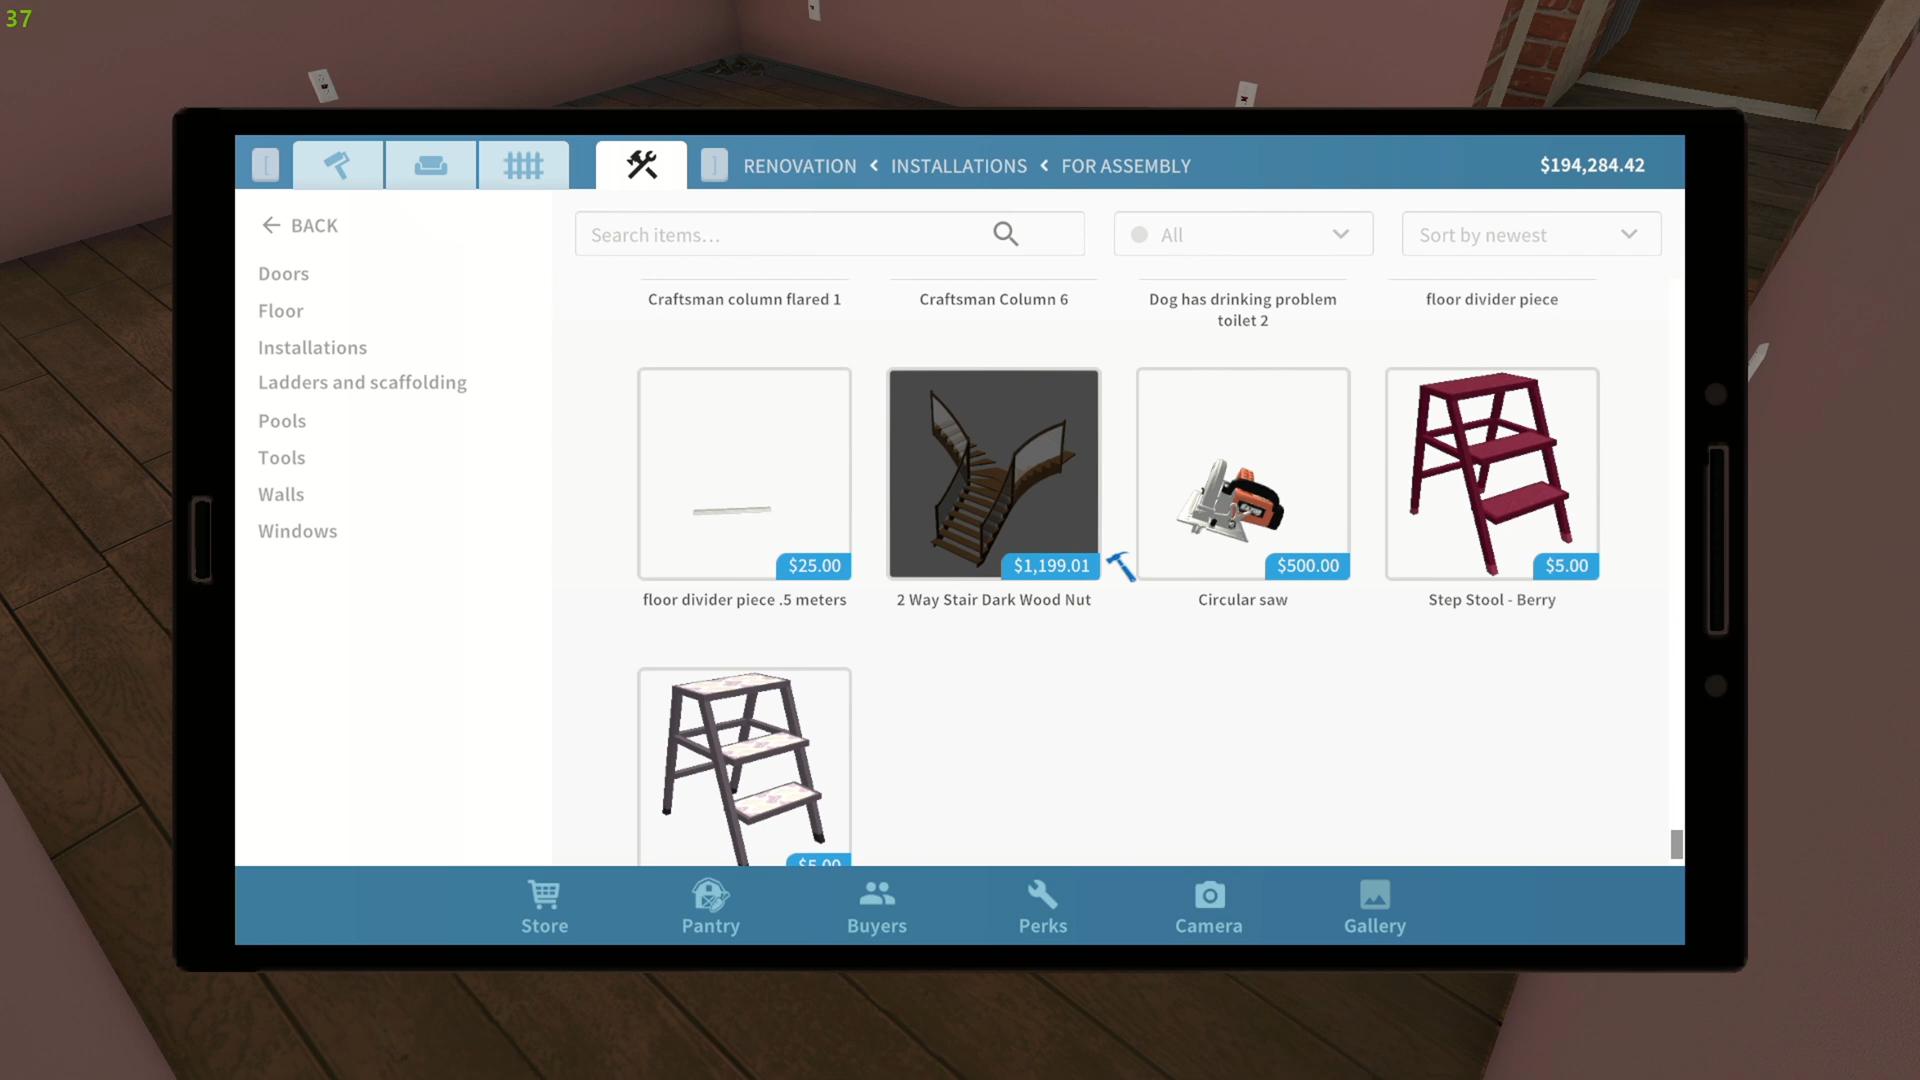 37
RENOVATION < INSTALLATIONS < FOR ASSEMBLY
$194,284.42
BACK
Doors
Floor
Installations
Ladders and scaffolding
Pools
Tools
Walls
Windows
Search items...
All
Sort by newest
Craftsman column flared 1
Craftsman Column 6
Dog has drinking problem
toilet 2
floor divider piece
$25.00
$1,199.01
$500.00
$5.00
floor divider piece .5 meters
2 Way Stair Dark Wood Nut
Circular saw
Step Stool - Berry
$5.00
Store
Pantry
Buyers
Perks
Camera
Gallery